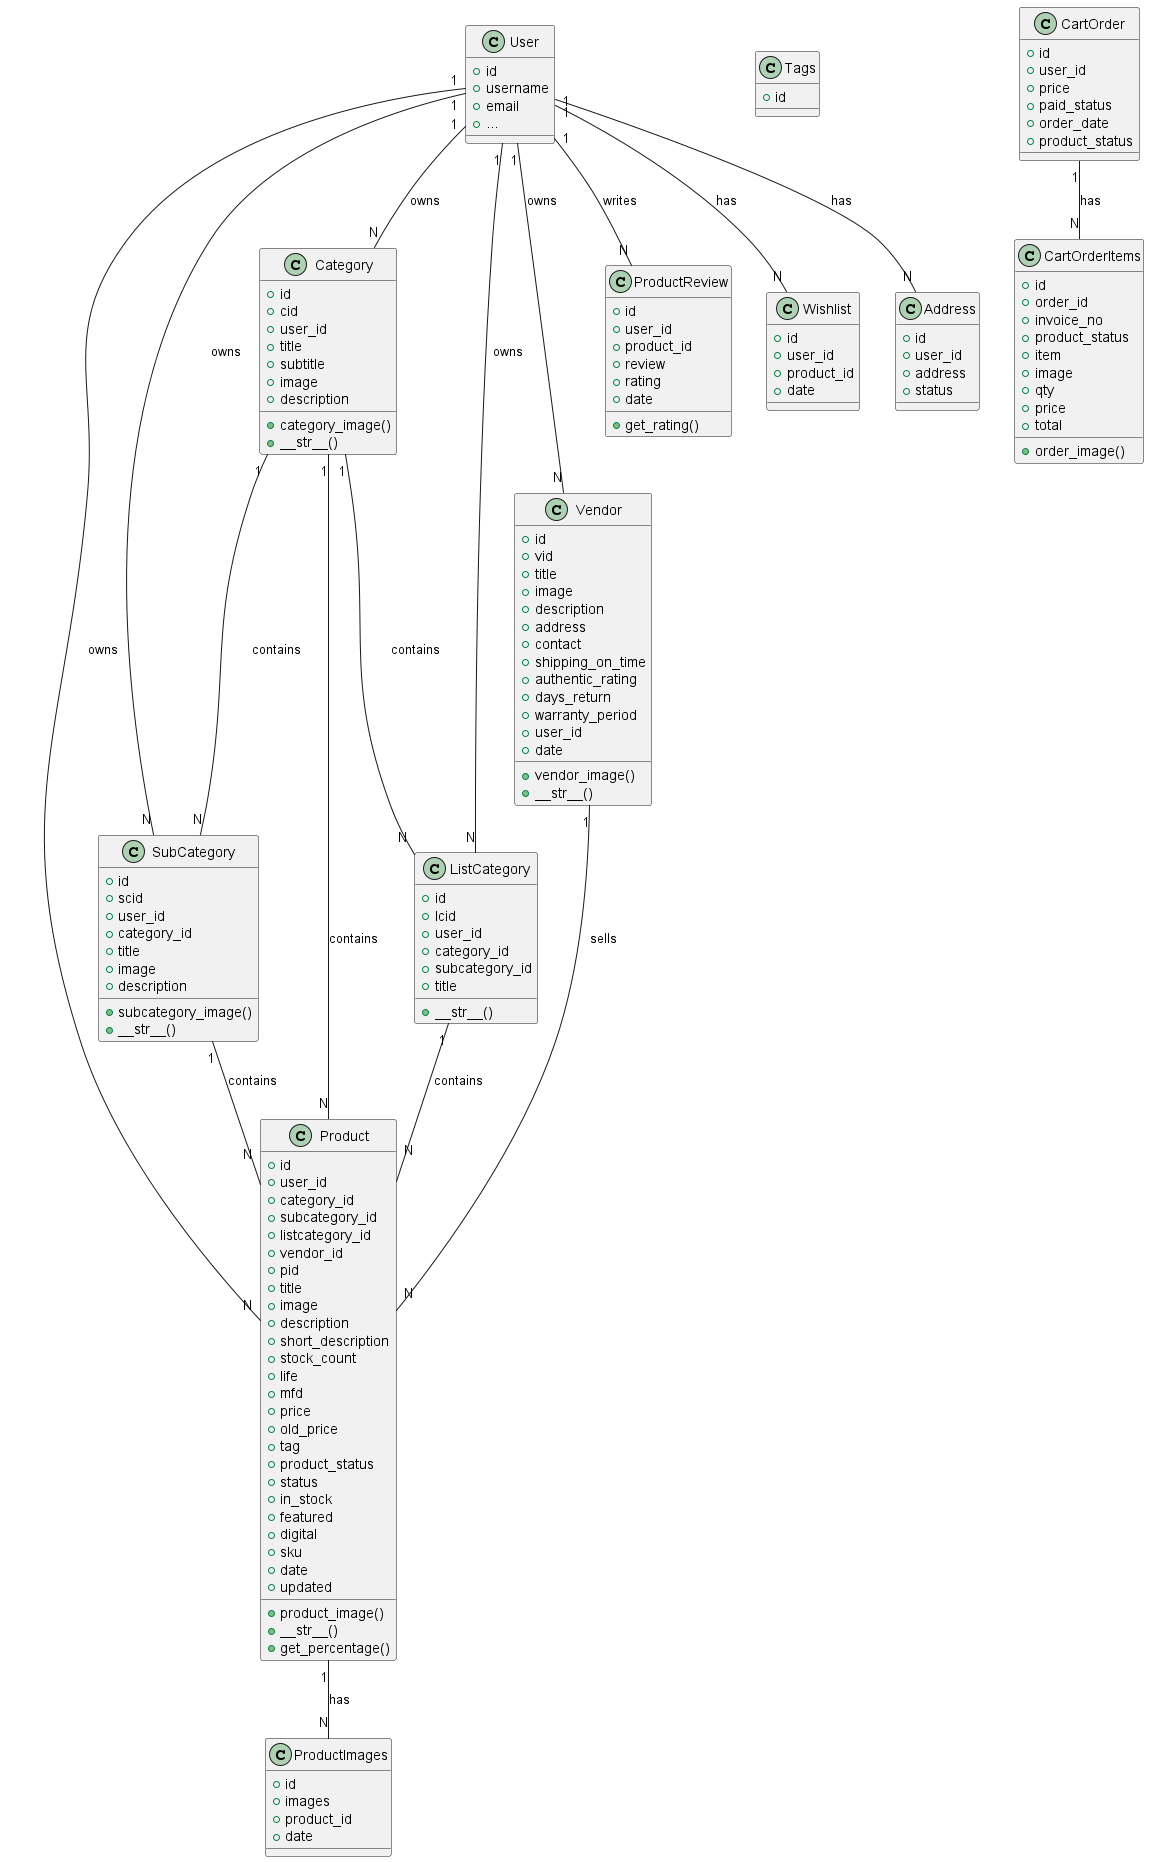 C User
id
username
email
...
C Tags
id
C CartOrder
id
user_id
price
paid_status
order_date
product_status
1
1
1
1
1
1
1
1
1
has
N
owns
owns
writes
has
has
N
N
N
N
C Category
id
cid
user_id
title
subtitle
image
description
category_image()
__str__()
C ProductReview
id
user_id
product_id
review
rating
date
get_rating()
C Wishlist
id
user_id
product_id
date
C Address
id
user_id
address
status
C CartOrderItems
id
order_id
invoice_no
product_status
item
image
qty
price
total
order_image()
owns
owns
1
1
1
N
C Vendor
id
vid
title
image
description
address
contact
shipping_on_time
authentic_rating
days_return
warranty_period
user_id
date
vendor_image()
__str__()
owns
contains
contains
N
N
N
N
1
C SubCategory
id
scid
user_id
category_id
title
image
description
subcategory_image()
__str__()
C ListCategory
id
lcid
user_id
category_id
subcategory_id
title
__str__()
contains
sells
1
1
contains
contains
N
N
N
N
N
C Product
id
user_id
category_id
subcategory_id
listcategory_id
vendor_id
pid
title
image
description
short_description
stock_count
life
mfd
price
old_price
tag
product_status
status
in_stock
featured
digital
sku
date
updated
product_image()
__str__()
get_percentage()
1
has
N
C ProductImages
id
images
product_id
date